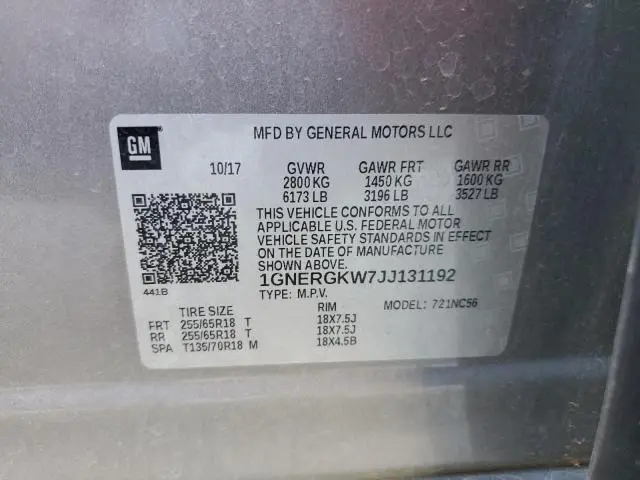 GM
MFD BY GENERAL MOTORS LLC
10/17 GVWR GAWR FRT GAWR RR
2800 KG 1450 KG 1600 KG
6173 LB 3196 LB 3527 LB
THIS VEHICLE CONFORMS TO ALL
APPLICABLE U.S. FEDERAL MOTOR
VEHICLE SAFETY STANDARDS IN EFFECT
ON THE DATE OF MANUFACTURE
SHOWN ABOVE.
1GNERGKW7JJ131192
441B
TYPE: M.P.V. MODEL: 721NC56
TIRE SIZE RIM
FRT 255/65R18 T 18X7.5J
RR 255/65R18 T 18X7.5J
SPA T135/70R18 M 18X4.5B